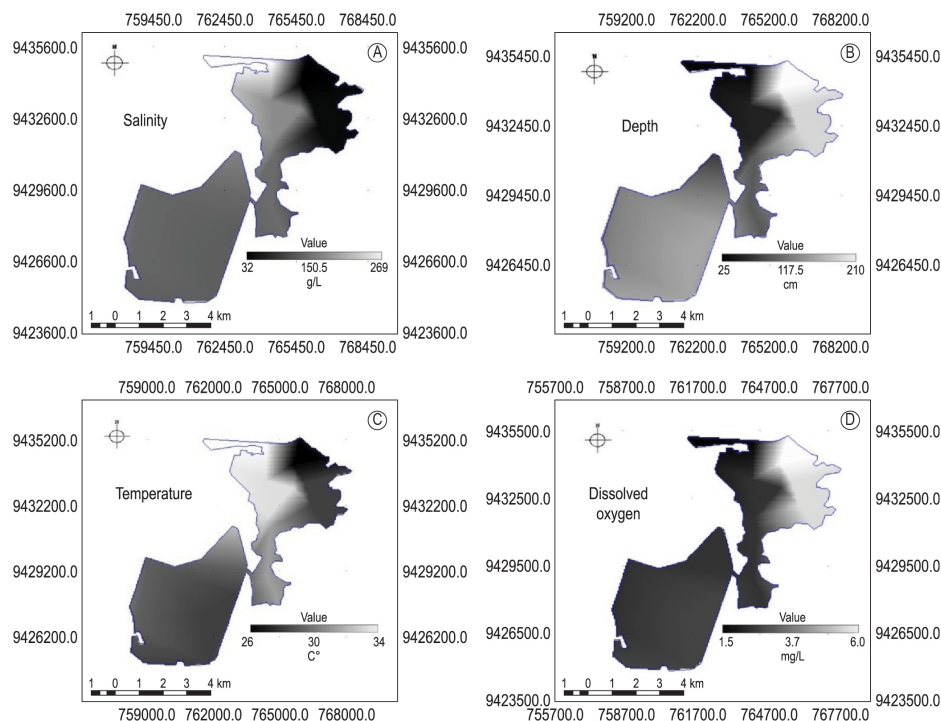 759450.0 762450.0 765450.0 768450.0
9435600.0 A 9435600.0
Salinity
9432600.0 9432600.0
9429600.0 9429600.0
Value
32 150.5 269
g/L
9426600.0 9426600.0
1 0 1 2 3 4 km
9423600.0 9423600.0
759450.0 762450.0 765450.0 768450.0
759200.0 762200.0 765200.0 768200.0
9435450.0 B 9435450.0
Depth
9432450.0 9432450.0
9429450.0 9429450.0
Value
25 117.5 210
cm
9426450.0 9426450.0
1 0 1 2 3 4 km
759200.0 762200.0 765200.0 768200.0
759000.0 762000.0 765000.0 768000.0
9435200.0 C 9435200.0
Temperature
9432200.0 9432200.0
9429200.0 9429200.0
Value
26 30 34
C°
9426200.0 9426200.0
1 0 1 2 3 4 km
759000.0 762000.0 765000.0 768000.0
755700.0 758700.0 761700.0 764700.0 767700.0
9435500.0 D 9435500.0
Dissolved
oxygen
9432500.0 9432500.0
9429500.0 9429500.0
Value
1.5 3.7 6.0
mg/L
9426500.0 9426500.0
1 0 1 2 3 4 km
9423500.0 9423500.0
755700.0 758700.0 761700.0 764700.0 767700.0